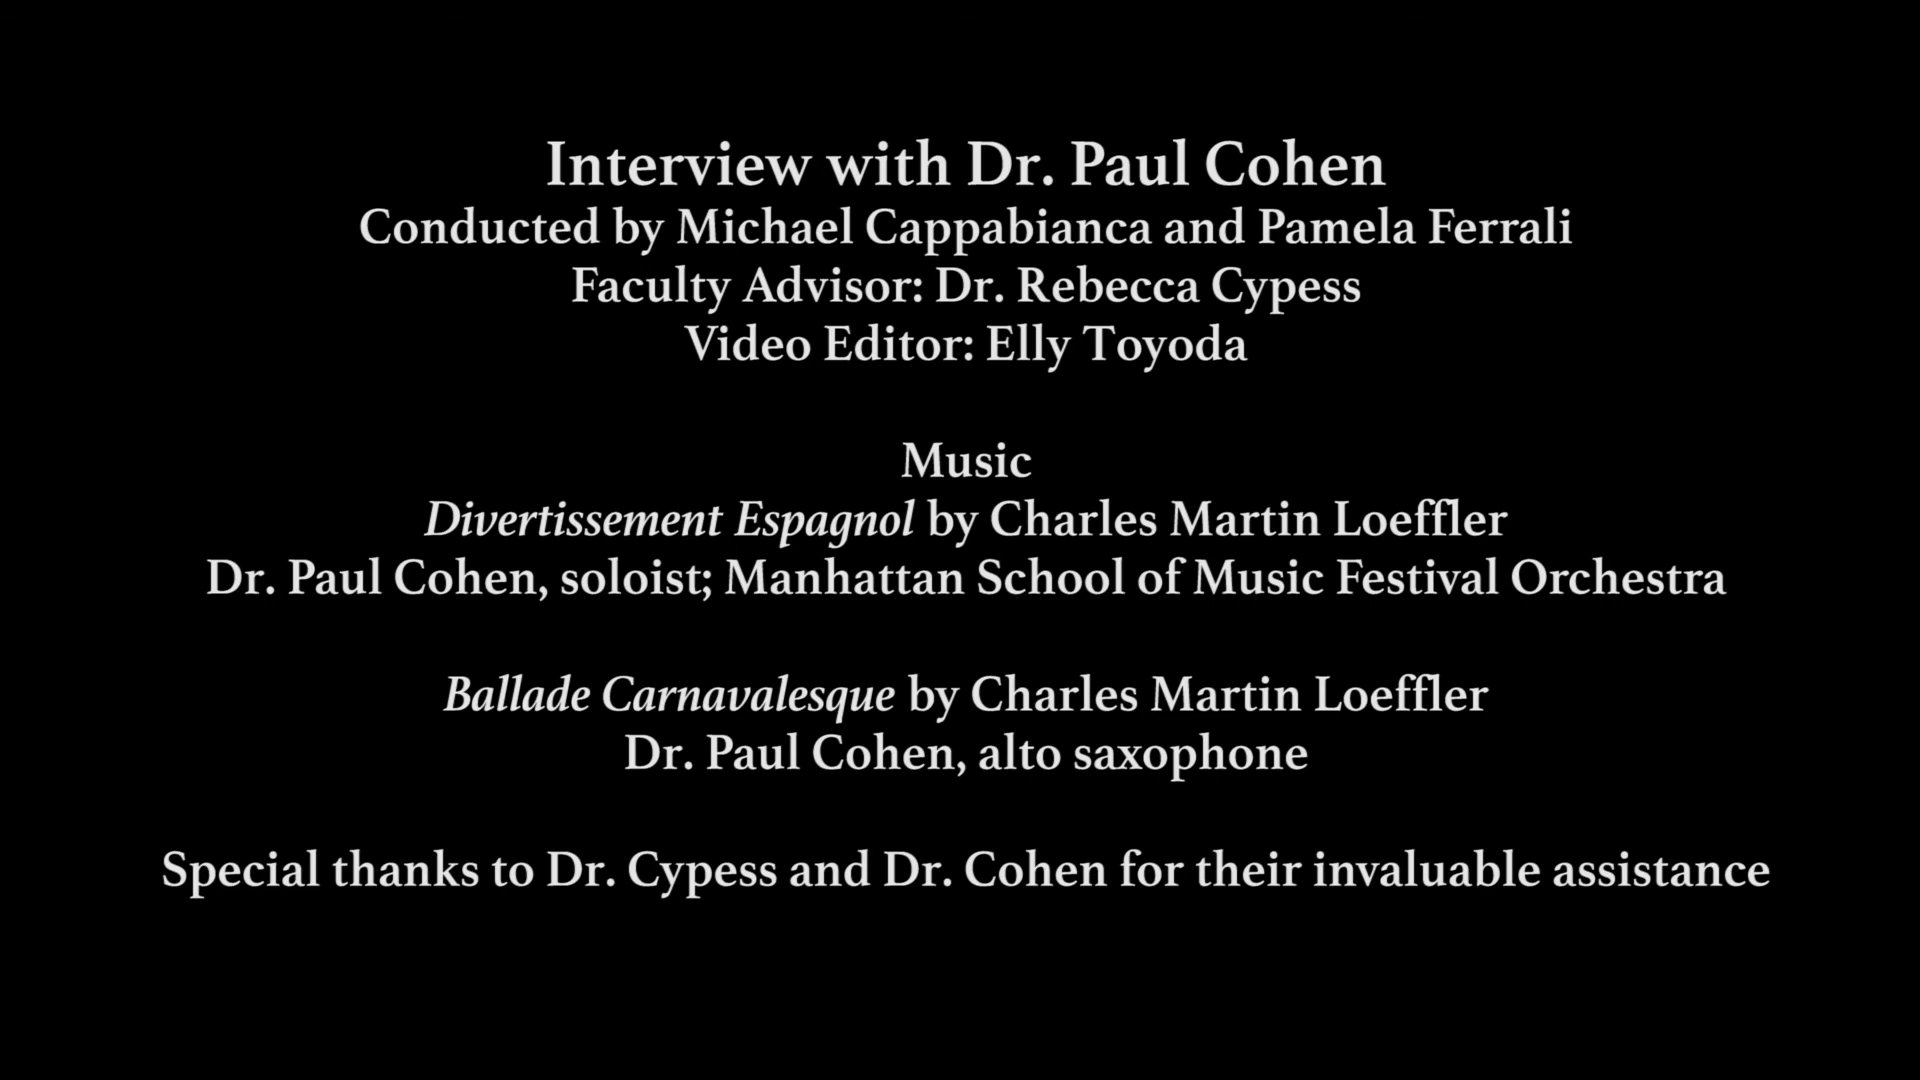 Interview with Dr. Paul Cohen
Conducted by Michael Cappabianca and Pamela Ferrali
Faculty Advisor: Dr. Rebecca Cypess
Video Editor: Elly Toyoda
Music
Divertissement Espagnol by Charles Martin Loeffler
Dr. Paul Cohen, soloist; Manhattan School of Music Festival Orchestra
Ballade Carnavalesque by Charles Martin Loeffler
Dr. Paul Cohen, alto saxophone
Special thanks to Dr. Cypess and Dr. Cohen for their invaluable assistance